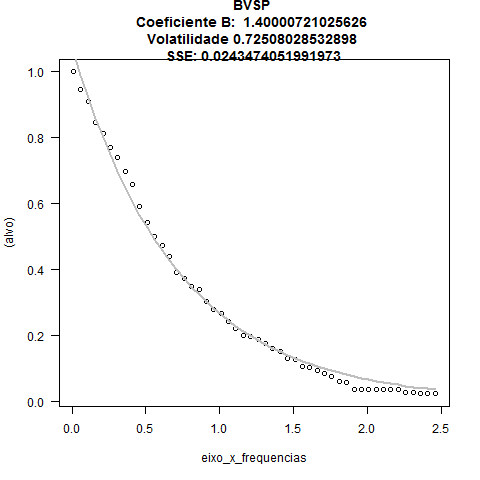 BVSP
Coeficiente B:  1.40000721025626
Volatilidade 0.72508028532898
SSE: 0.0243474051991973
1.0
0.8
0.6
0.4
0.2
0.0
(alvo)
0.0 0.5 1.0 1.5 2.0 2.5
eixo_x_frequencias